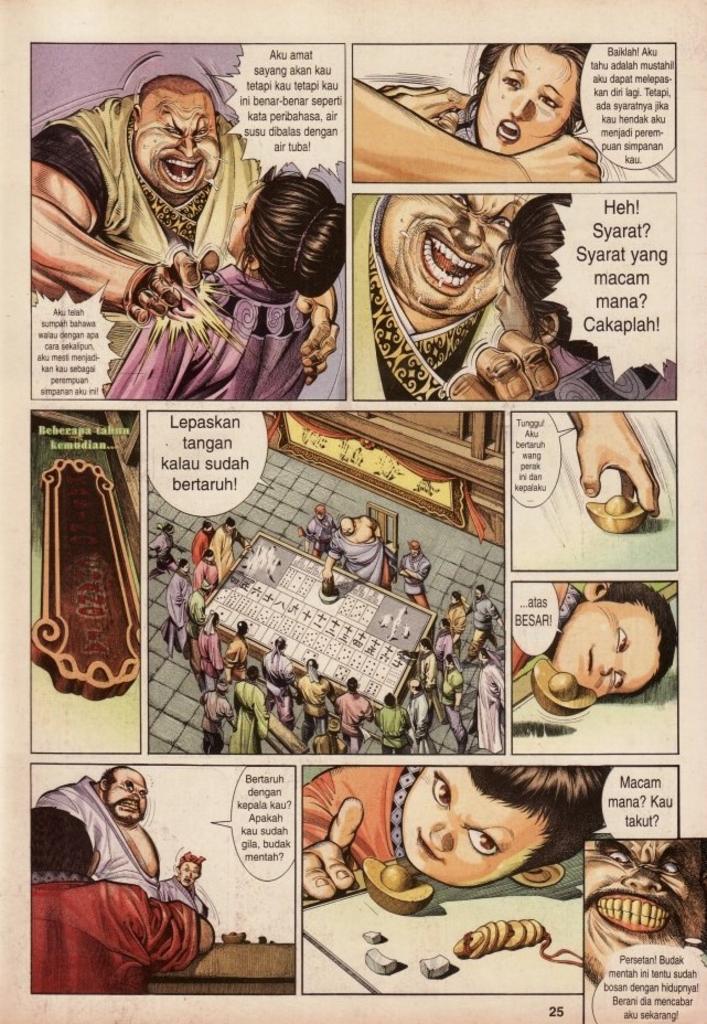 Aku amat
sayang akan kau
tetapi kau tetapi kau
ini benar-benar seperti
kata perumpamaan, air
susu dibalas dengan
air tuba!
Aku telah
sumpah bahawa
walau dengan apa
cara sekalipun,
aku mesti menjadi-
kan kau sebagai
perempuan
simpanan aku ini!
Baiklah! Aku
tahu adalah mustahil
aku dapat melepas-
kan diri lagi. Tetapi,
ada syaratnya jika
kau hendak aku
menjadi perem-
puan simpanan
kau.
Heh!
Syarat?
Syarat yang
macam
mana?
Cakaplah!
Beberapa tahun
kemudian...
Lepaskan
tangan
kalau sudah
bertaruh!
Tunggu!
Aku
bertaruh
wang
perak
ini dan
kepalaku
...atas
BESAR!
Bertaruh
dengan
kepala kau?
Apakah
kau sudah
gila, budak
mentah?
Macam
mana? Kau
takut?
Persetan! Budak
mentah ini tentu sudah
bosan dengan hidupnya!
Berani dia mencabar
aku sekarang!
25